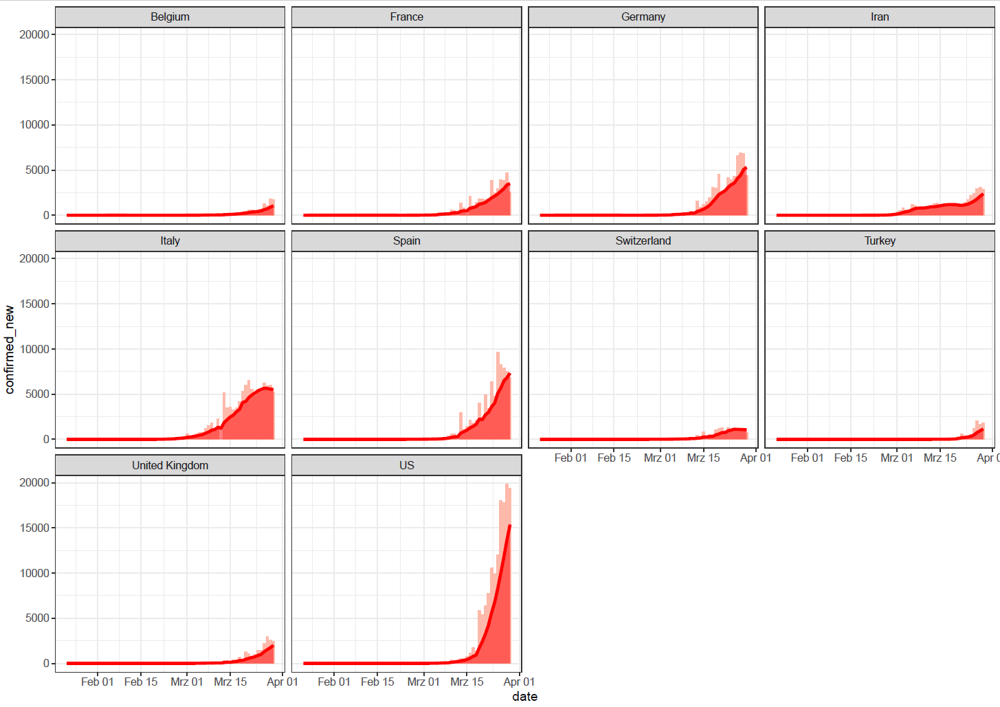 Belgium France Germany Iran
20000
15000
10000
5000
0
Italy Spain Switzerland Turkey
20000
15000
10000
5000
0
Feb 01 Feb 15 Mrz 01 Mrz 15 Apr 01 Feb 01 Feb 15 Mrz 01 Mrz 15 Apr 0
United Kingdom US
20000
15000
10000
5000
0
Feb 01 Feb 15 Mrz 01 Mrz 15 Apr 01 Feb 01 Feb 15 Mrz 01 Mrz 15 Apr 01
date
confirmed_new